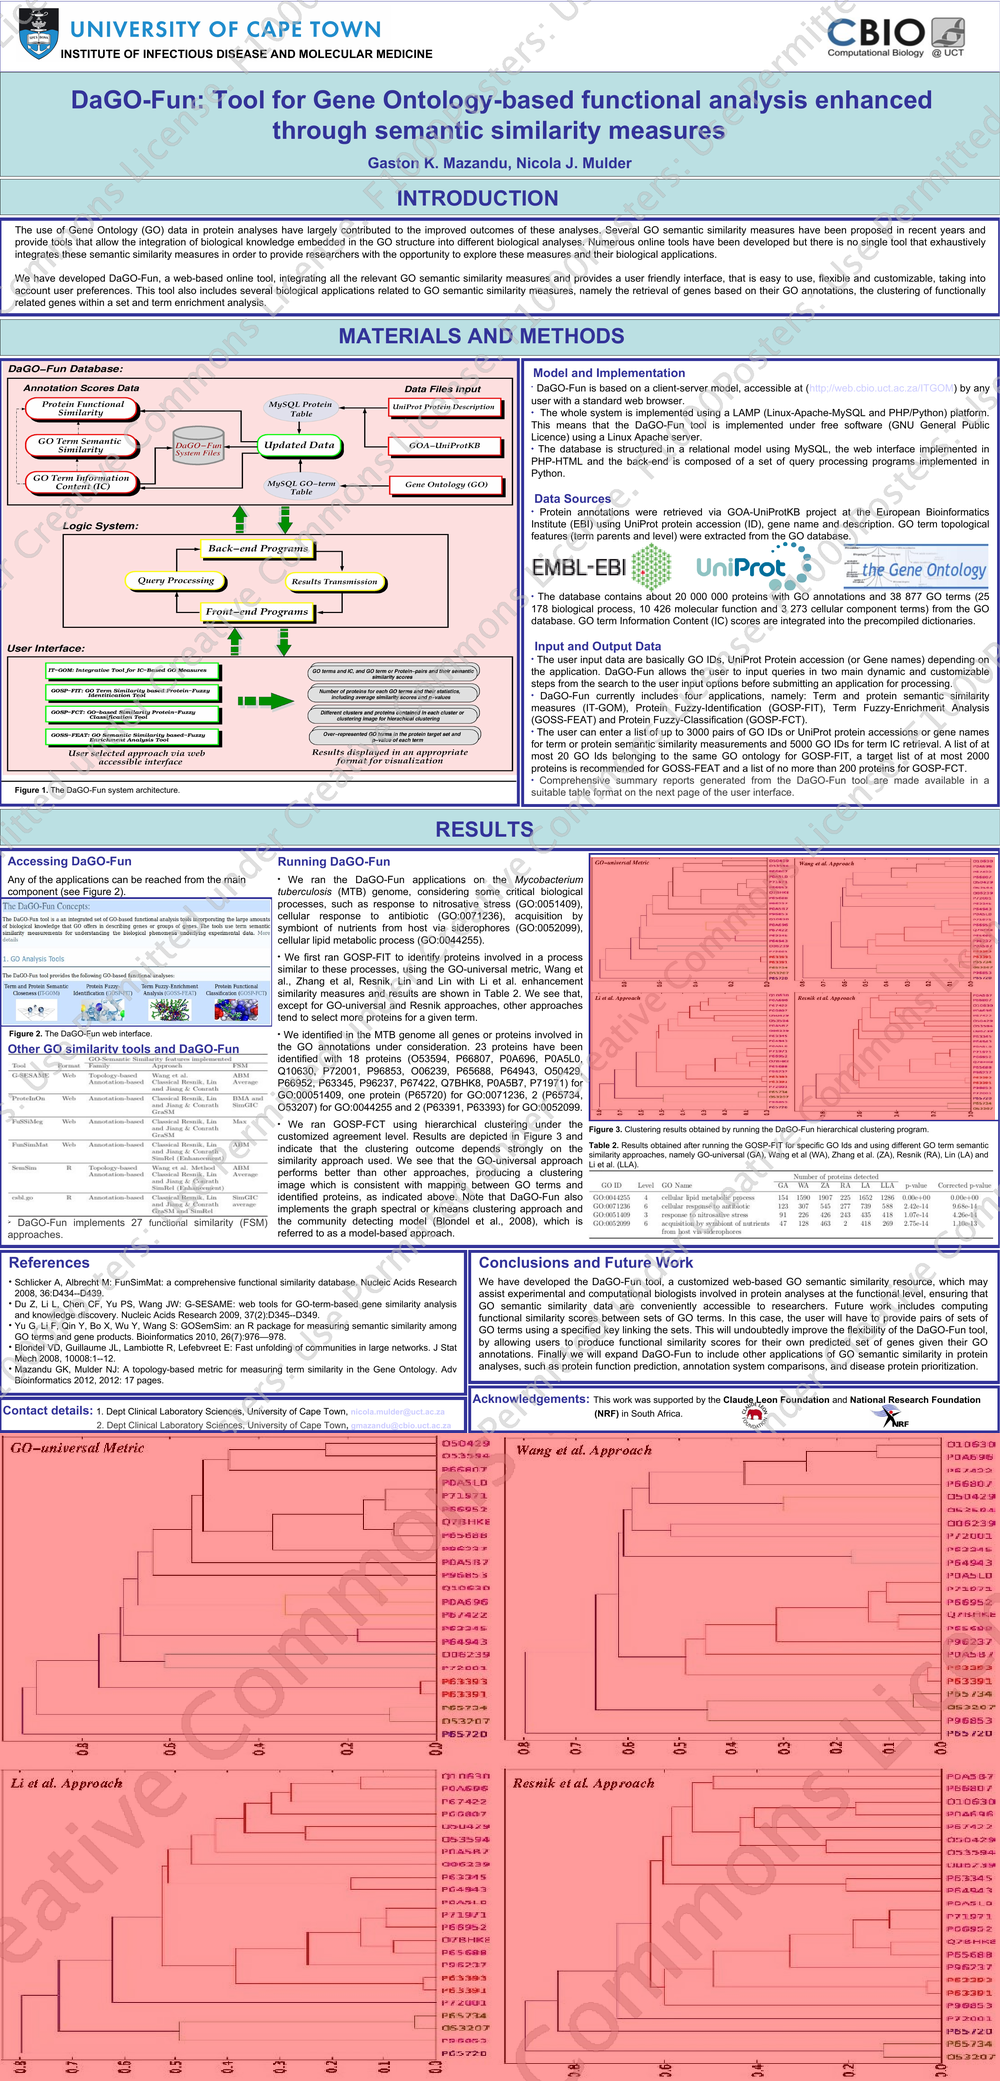 UNIVERSITY OF CAPE TOWN
INSTITUTE OF INFECTIOUS DISEASE AND MOLECULAR MEDICINE
CBIO
Computational Biology @ UCT
DaGO-Fun: Tool for Gene Ontology-based functional analysis enhanced
through semantic similarity measures
Gaston K. Mazandu, Nicola J. Mulder
INTRODUCTION
The use of Gene Ontology (GO) data in protein analyses have largely contributed to the improved outcomes of these analyses. Several GO semantic similarity measures have been proposed in recent years and
provide tools that allow the integration of biological knowledge embedded in the GO structure into different biological analyses. Numerous online tools have been developed but there is no single tool that exhaustively
integrates these semantic similarity measures in order to provide researchers with the opportunity to explore these measures and their biological applications.
We have developed DaGO-Fun, a web-based online tool, integrating all the relevant GO semantic similarity measures and provides a user friendly interface, that is easy to use, flexible and customizable, taking into
account user preferences. This tool also includes several biological applications related to GO semantic similarity measures, namely the retrieval of genes based on their GO annotations, the clustering of functionally
related genes within a set and term enrichment analysis.
MATERIALS AND METHODS
DaGO-Fun Database:
Annotation Scores Data
Data Files Input
Protein Functional
Similarity
MySQL Protein
Table
UniProt Protein Description
GO Term Semantic
Similarity
DaGO-Fun
System Files
Updated Data
GOA-UniProtKB
GO Term Information
Content (IC)
MySQL GO-term
Table
Gene Ontology (GO)
Logic System:
Back-end Programs
Query Processing
Results Transmission
Front-end Programs
User Interface:
IT-GOM: Integrative Tool for IC-Based GO Measures
GO terms and IC, and GO term or Protein-pairs and their semantic
similarity scores
GOSP-FIT: GO Term Similarity based Protein-Fuzzy
Identification Tool
Number of proteins for each GO terms and their statistics,
including average similarity scores and p-values
GOSP-FCT: GO-based Similarity Protein-Fuzzy
Classification Tool
Different clusters and proteins contained in each cluster or
clustering image for hierarchical clustering
GOSS-FEAT: GO Semantic Similarity based-Fuzzy
Enrichment Analysis Tool
Over-represented GO terms in the protein target set and
p-value of each term
User selected approach via web
accessible interface
Results displayed in an appropriate
format for visualization
Figure 1. The DaGO-Fun system architecture.
Model and Implementation
· DaGO-Fun is based on a client-server model, accessible at (http://web.cbio.uct.ac.za/ITGOM) by any
user with a standard web browser.
· The whole system is implemented using a LAMP (Linux-Apache-MySQL and PHP/Python) platform.
This means that the DaGO-Fun tool is implemented under free software (GNU General Public
Licence) using a Linux Apache server.
· The database is structured in a relational model using MySQL, the web interface implemented in
PHP-HTML and the back-end is composed of a set of query processing programs implemented in
Python.
Data Sources
· Protein annotations were retrieved via GOA-UniProtKB project at the European Bioinformatics
Institute (EBI) using UniProt protein accession (ID), gene name and description. GO term topological
features (term parents and level) were extracted from the GO database.
EMBL-EBI
UniProt
the Gene Ontology
· The database contains about 20 000 000 proteins with GO annotations and 38 877 GO terms (25
178 biological process, 10 426 molecular function and 3 273 cellular component terms) from the GO
database. GO term Information Content (IC) scores are integrated into the precompiled dictionaries.
Input and Output Data
· The user input data are basically GO IDs, UniProt Protein accession (or Gene names) depending on
the application. DaGO-Fun allows the user to input queries in two main dynamic and customizable
steps from the search to the user input options before submitting an application for processing.
· DaGO-Fun currently includes four applications, namely: Term and protein semantic similarity
measures (IT-GOM), Protein Fuzzy-Identification (GOSP-FIT), Term Fuzzy-Enrichment Analysis
(GOSS-FEAT) and Protein Fuzzy-Classification (GOSP-FCT).
· The user can enter a list of up to 3000 pairs of GO IDs or UniProt protein accessions or gene names
for term or protein semantic similarity measurements and 5000 GO IDs for term IC retrieval. A list of at
most 20 GO Ids belonging to the same GO ontology for GOSP-FIT, a target list of at most 2000
proteins is recommended for GOSS-FEAT and a list of no more than 200 proteins for GOSP-FCT.
· Comprehensive summary reports generated from the DaGO-Fun tool are made available in a
suitable table format on the next page of the user interface.
RESULTS
Accessing DaGO-Fun
Any of the applications can be reached from the main
component (see Figure 2).
The DaGO-Fun Concepts:
The DaGO-Fun tool is a an integrated set of GO-based functional analysis tools incorporating the large amounts
of biological knowledge that GO offers in describing genes or groups of genes. The tools use term semantic
similarity measures for understanding the biological phenomena underlying experimental data. More
details
1. GO Analysis Tools
The DaGO-Fun tool provides the following GO-based functional analyses:
Term and Protein Semantic
Closeness (IT-GOM)
Protein Fuzzy-
Identification (GOSP-FIT)
Term Fuzzy-Enrichment
Analysis (GOSS-FEAT)
Protein Functional
Classification (GOSP-FCT)
Figure 2. The DaGO-Fun web interface.
Other GO similarity tools and DaGO-Fun
GO-Semantic Similarity features implemented
Tool Format Family Approach FSM
G-SESAME Web Topology-based Wang et al. ABM
Annotation-based Classical Resnik, Lin Average
and Jiang & Conrath
ProteInOn Web Annotation-based Classical Resnik, Lin BMA and
and Jiang & Conrath SimGIC
GraSM
FuSSiMeg Web Annotation-based Classical Resnik, Lin Max
and Jiang & Conrath
GraSM
FunSimMat Web Annotation-based Classical Resnik, Lin ABM
and Jiang & Conrath Average
SimRel (Enhancement)
SemSim R Topology-based Wang et al. Method ABM
Annotation-based Classical Resnik, Lin Average
and Jiang & Conrath
SimRel (Enhancement)
csbl.go R Annotation-based Classical Resnik, Lin SimGIC
and Jiang & Conrath average
GraSM and SimRel
· DaGO-Fun implements 27 functional similarity (FSM)
approaches.
Running DaGO-Fun
· We ran the DaGO-Fun applications on the Mycobacterium
tuberculosis (MTB) genome, considering some critical biological
processes, such as response to nitrosative stress (GO:0051409),
cellular response to antibiotic (GO:0071236), acquisition by
symbiont of nutrients from host via siderophores (GO:0052099),
cellular lipid metabolic process (GO:0044255).
· We first ran GOSP-FIT to identify proteins involved in a process
similar to these processes, using the GO-universal metric, Wang et
al., Zhang et al, Resnik, Lin and Lin with Li et al. enhancement
similarity measures and results are shown in Table 2. We see that,
except for GO-universal and Resnik approaches, other approaches
tend to select more proteins for a given term.
· We identified in the MTB genome all genes or proteins involved in
the GO annotations under consideration. 23 proteins have been
identified with 18 proteins (O53594, P66807, P0A696, P0A5L0,
Q10630, P72001, P96853, O06239, P65688, P64943, O50429,
P66952, P63345, P96237, P67422, Q7BHK8, P0A5B7, P71971) for
GO:00051409, one protein (P65720) for GO:0071236, 2 (P65734,
O53207) for GO:0044255 and 2 (P63391, P63393) for GO:0052099.
· We ran GOSP-FCT using hierarchical clustering under the
customized agreement level. Results are depicted in Figure 3 and
indicate that the clustering outcome depends strongly on the
similarity approach used. We see that the GO-universal approach
performs better than other approaches, producing a clustering
image which is consistent with mapping between GO terms and
identified proteins, as indicated above. Note that DaGO-Fun also
implements the graph spectral or k-means clustering approach and
the community detecting model (Blondel et al., 2008), which is
referred to as a model-based approach.
GO-universal Metric
Wang et al. Approach
Li et al. Approach
Resnik et al. Approach
Figure 3. Clustering results obtained by running the DaGO-Fun hierarchical clustering program.
Table 2. Results obtained after running the GOSP-FIT for specific GO Ids and using different GO term semantic
similarity approaches, namely GO-universal (GA), Wang et al (WA), Zhang et al. (ZA), Resnik (RA), Lin (LA) and
Li et al. (LLA).
Number of proteins detected
GO ID Level GO Name GA WA ZA RA LA LLA p-value Corrected p-value
GO:0044255 4 cellular lipid metabolic process 154 1590 1907 225 1652 1286 0.00e+00 0.00e+00
GO:0071236 6 cellular response to antibiotic 123 307 545 277 739 588 2.42e-14 9.68e-14
GO:0051409 5 response to nitrosative stress 91 226 426 243 435 418 1.07e-14 4.26e-14
GO:0052099 6 acquisition by symbiont of nutrients 47 128 463 2 418 269 2.75e-14 1.10e-13
from host via siderophores
References
· Schlicker A, Albrecht M: FunSimMat: a comprehensive functional similarity database. Nucleic Acids Research
2008, 36:D434--D439.
· Du Z, Li L, Chen CF, Yu PS, Wang JW: G-SESAME: web tools for GO-term-based gene similarity analysis
and knowledge discovery. Nucleic Acids Research 2009, 37(2):D345--D349.
· Yu G, Li F, Qin Y, Bo X, Wu Y, Wang S: GOSemSim: an R package for measuring semantic similarity among
GO terms and gene products. Bioinformatics 2010, 26(7):976—978.
· Blondel VD, Guillaume JL, Lambiotte R, Lefebvreet E: Fast unfolding of communities in large networks. J Stat
Mech 2008, 10008:1--12.
· Mazandu GK, Mulder NJ: A topology-based metric for measuring term similarity in the Gene Ontology. Adv
Bioinformatics 2012, 2012: 17 pages.
Contact details: 1. Dept Clinical Laboratory Sciences, University of Cape Town, nicola.mulder@uct.ac.za
2. Dept Clinical Laboratory Sciences, University of Cape Town, gmazandu@cbio.uct.ac.za
Conclusions and Future Work
We have developed the DaGO-Fun tool, a customized web-based GO semantic similarity resource, which may
assist experimental and computational biologists involved in protein analyses at the functional level, ensuring that
GO semantic similarity data are conveniently accessible to researchers. Future work includes computing
functional similarity scores between sets of GO terms. In this case, the user will have to provide pairs of sets of
GO terms using a specified key linking the sets. This will undoubtedly improve the flexibility of the DaGO-Fun tool,
by allowing users to produce functional similarity scores for their own predicted set of genes given their GO
annotations. Finally we will expand DaGO-Fun to include other applications of GO semantic similarity in protein
analyses, such as protein function prediction, annotation system comparisons, and disease protein prioritization.
Acknowledgements: This work was supported by the Claude Leon Foundation and National Research Foundation
(NRF) in South Africa.
NRF
GO-universal Metric
O50429
O53594
P66807
P0A5L0
P71971
P66952
Q7BHK8
P65688
P96237
P0A5B7
P96853
Q10630
P0A696
P67422
P63345
P64943
O06239
P72001
P63393
P63391
P65734
O53207
P65720
0.8 0.6 0.4 0.2 0.0
Wang et al. Approach
Q10630
P0A696
P67422
P66807
O50429
O53594
O06239
P72001
P63345
P64943
P0A5L0
P71971
P66952
Q7BHK8
P65688
P96237
P0A5B7
P63393
P63391
P65734
O53207
P96853
P65720
0.8 0.7 0.6 0.5 0.4 0.3 0.2 0.1 0.0
Li et al. Approach
Q10630
P0A696
P67422
P66807
O50429
O53594
P0A5B7
O06239
P63345
P64943
P0A5L0
P71971
P66952
Q7BHK8
P65688
P96237
P63393
P63391
P72001
P65734
O53207
P96853
P65720
0.8 0.7 0.6 0.5 0.4 0.3 0.2 0.1 0.0
Resnik et al. Approach
P0A5B7
P66807
Q10630
P0A696
P67422
O50429
O53594
O06239
P63345
P64943
P0A5L0
P71971
P66952
Q7BHK8
P65688
P96237
P63393
P63391
P96853
P72001
P65720
P65734
O53207
0.8 0.6 0.4 0.2 0.0